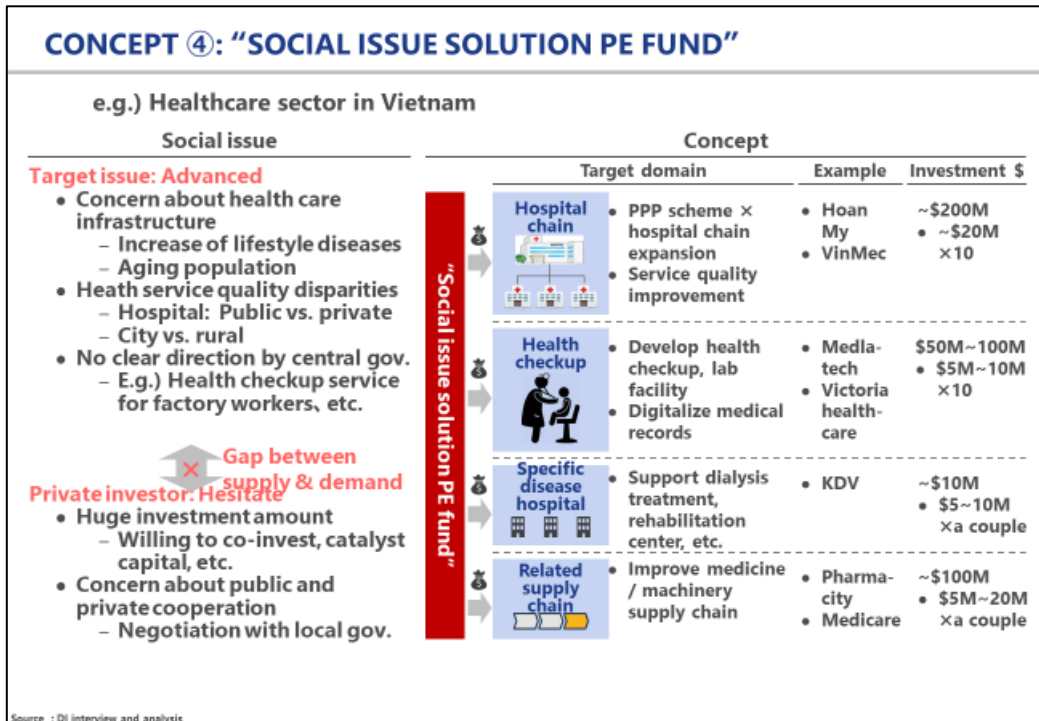 CONCEPT ④: “SOCIAL ISSUE SOLUTION PE FUND”
e.g.) Healthcare sector in Vietnam
Social issue
Target issue: Advanced
• Concern about health care
infrastructure
– Increase of lifestyle diseases
– Aging population
• Heath service quality disparities
– Hospital: Public vs. private
– City vs. rural
• No clear direction by central gov.
– E.g.) Health checkup service
for factory workers、etc.
×
Gap between
supply & demand
Private investor: Hesitate
• Huge investment amount
– Willing to co-invest, catalyst
capital, etc.
• Concern about public and
private cooperation
– Negotiation with local gov.
Concept
Target domain
Example
Investment $
“Social issue solution PE fund”
Hospital
chain
• PPP scheme ×
hospital chain
expansion
• Service quality
improvement
• Hoan
My
• VinMec
~$200M
• ~$20M
×10
Health
checkup
• Develop health
checkup, lab
facility
• Digitalize medical
records
• Medla-
tech
• Victoria
health-
care
$50M~100M
• $5M~10M
×10
Specific
disease
hospital
• Support dialysis
treatment,
rehabilitation
center, etc.
• KDV
~$10M
• $5~10M
×a couple
Related
supply
chain
• Improve medicine
/ machinery
supply chain
• Pharma-
city
• Medicare
~$100M
• $5M~20M
×a couple
Source : DI interview and analysis